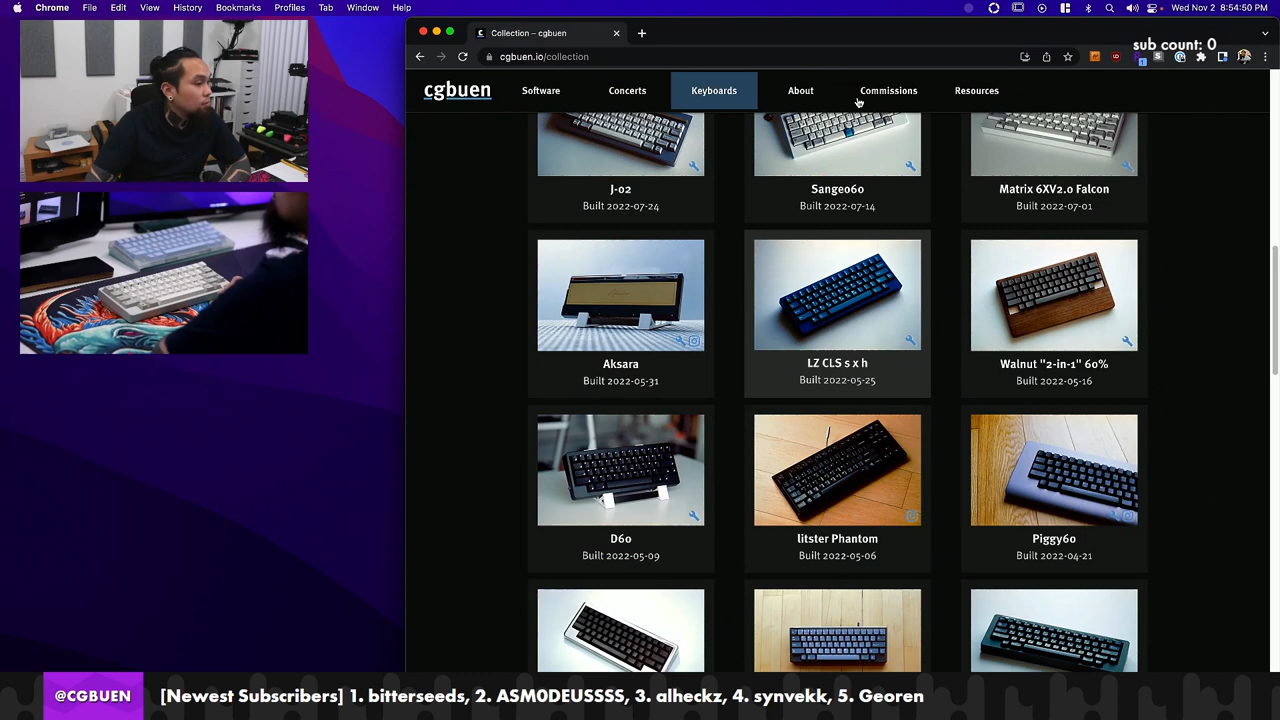 Chrome File Edit View History Bookmarks Profiles Tab Window Help
Wed Nov 2 8:54:50 PM
Collection – cgbuen
sub count: 0
cgbuen.io/collection
cgbuen Software Concerts Keyboards About Commissions Resources
J-02 Sangeo60 Matrix 6XV2.0 Falcon
Built 2022-07-24 Built 2022-07-14 Built 2022-07-01
Aksara LZ CLS s x h Walnut "2-in-1" 60%
Built 2022-05-31 Built 2022-05-25 Built 2022-05-16
D60 litster Phantom Piggy60
Built 2022-05-09 Built 2022-05-06 Built 2022-04-21
@CGBUEN [Newest Subscribers] 1. bitterseeds, 2. ASM0DEUSSSS, 3. alheckz, 4. synvekk, 5. Georen